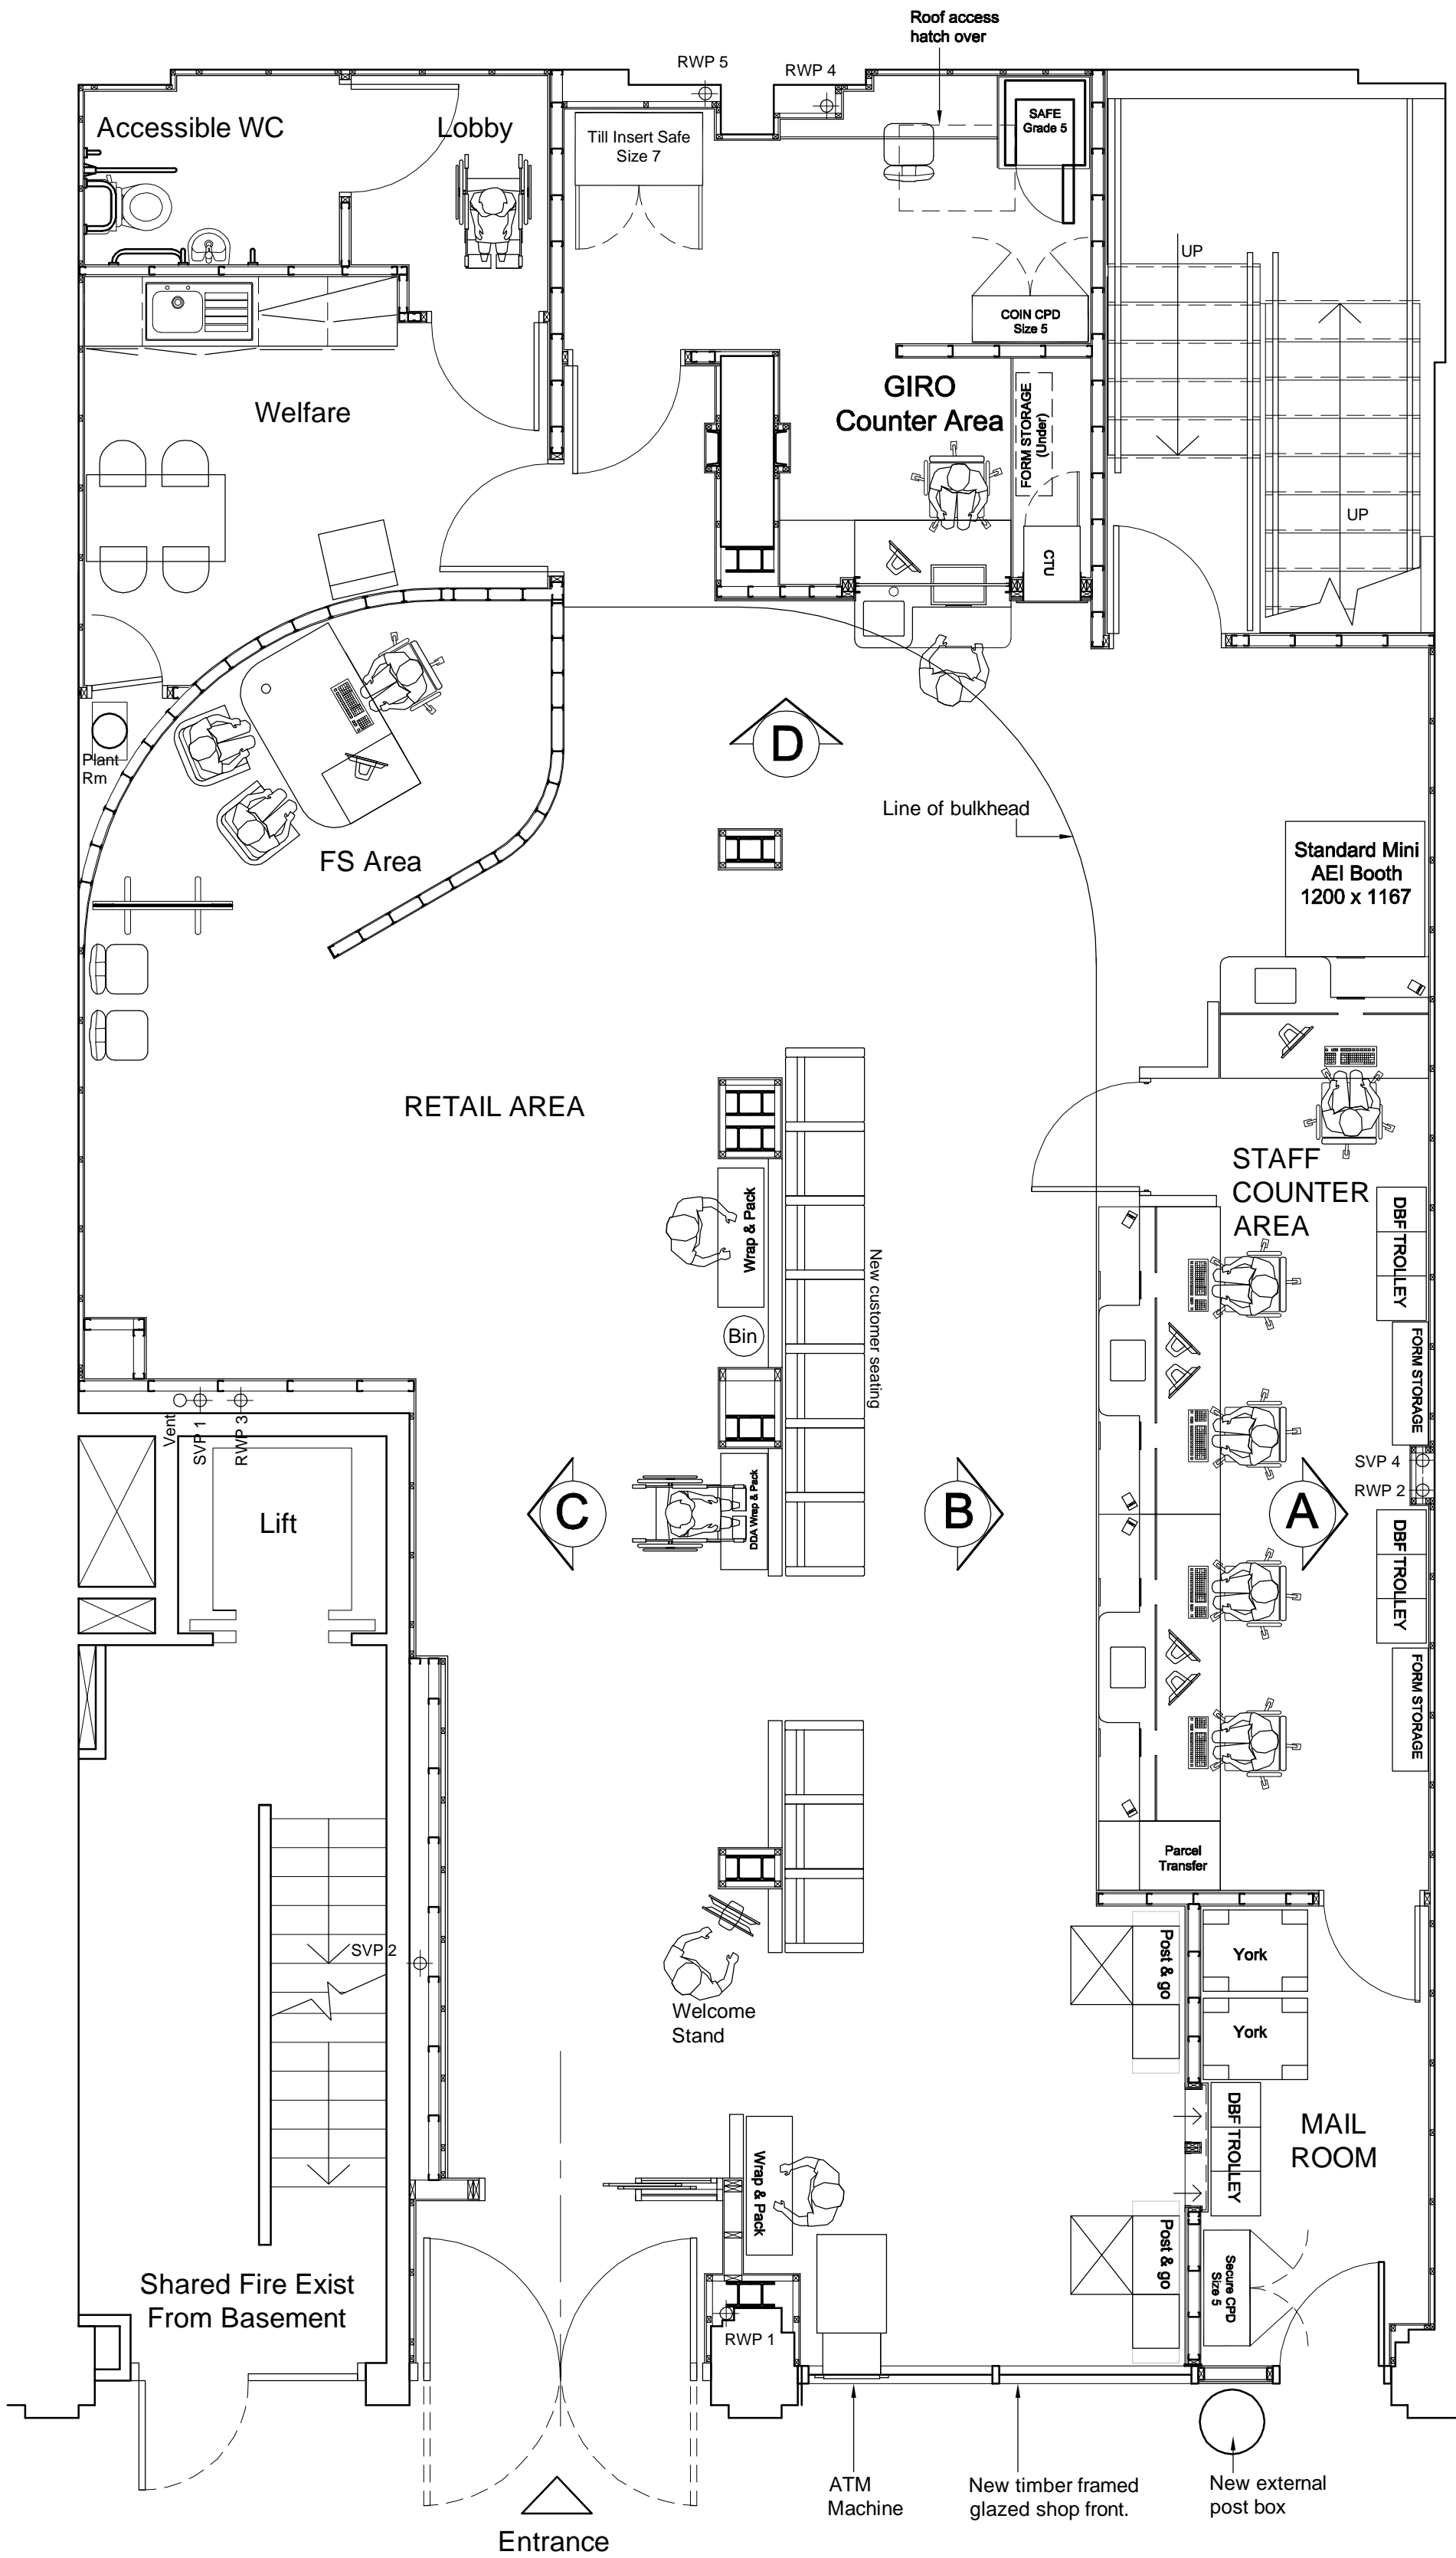 Roof access
hatch over
RWP 5
RWP 4
Accessible WC
Lobby
Till Insert Safe
Size 7
SAFE
Grade 5
UP
COIN CPD
Size 5
GIRO
Counter Area
FORM STORAGE
(Under)
Welfare
UP
CTU
D
Plant
Rm
Line of bulkhead
FS Area
Standard Mini
AEI Booth
1200 x 1167
RETAIL AREA
STAFF
COUNTER
AREA
Wrap & Pack
DBF TROLLEY
New customer seating
Bin
FORM STORAGE
Vent
SVP 1
RWP 3
SVP 4
RWP 2
Lift
C
DDA Wrap & Pack
B
A
DBF TROLLEY
FORM STORAGE
Parcel
Transfer
SVP 2
Post & go
York
Welcome
Stand
York
DBF TROLLEY
MAIL
ROOM
Wrap & Pack
Post & go
Secure CPD
Size 5
Shared Fire Exist
From Basement
RWP 1
ATM
Machine
New timber framed
glazed shop front.
New external
post box
Entrance